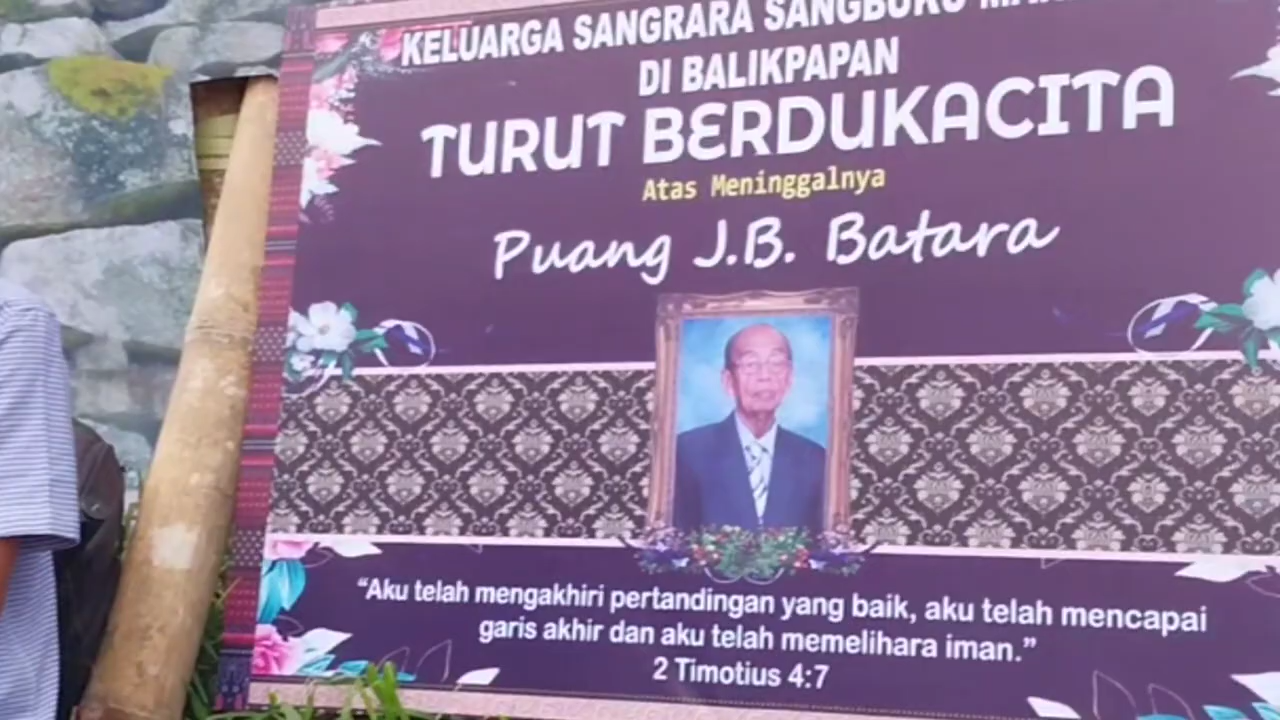 KELUARGA SANGRARA SANGBUKU
DI BALIKPAPAN
TURUT BERDUKACITA
Atas Meninggalnya
Puang J.B. Batara
“Aku telah mengakhiri pertandingan yang baik, aku telah mencapai
garis akhir dan aku telah memelihara iman.”
2 Timotius 4:7